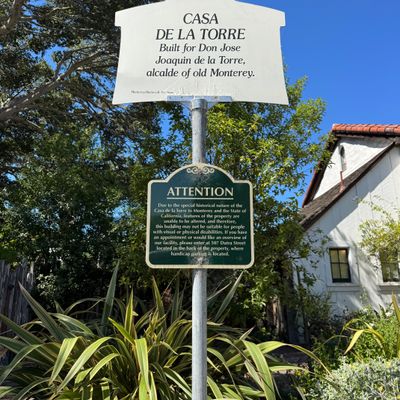 CASA
DE LA TORRE
Built for Don Jose
Joaquin de la Torre,
alcalde of old Monterey.
ATTENTION
Due to the special historical nature of the
Casa de la Torre to Monterey and the State of
California, features of the property are
unable to be altered, and therefore,
this building may not be suitable for people
with visual or physical disabilities. If you have
an appointment or would like an overview of
our facility, please enter at 587 Dutra Street
located in the back of the property, where
handicap parking is located.